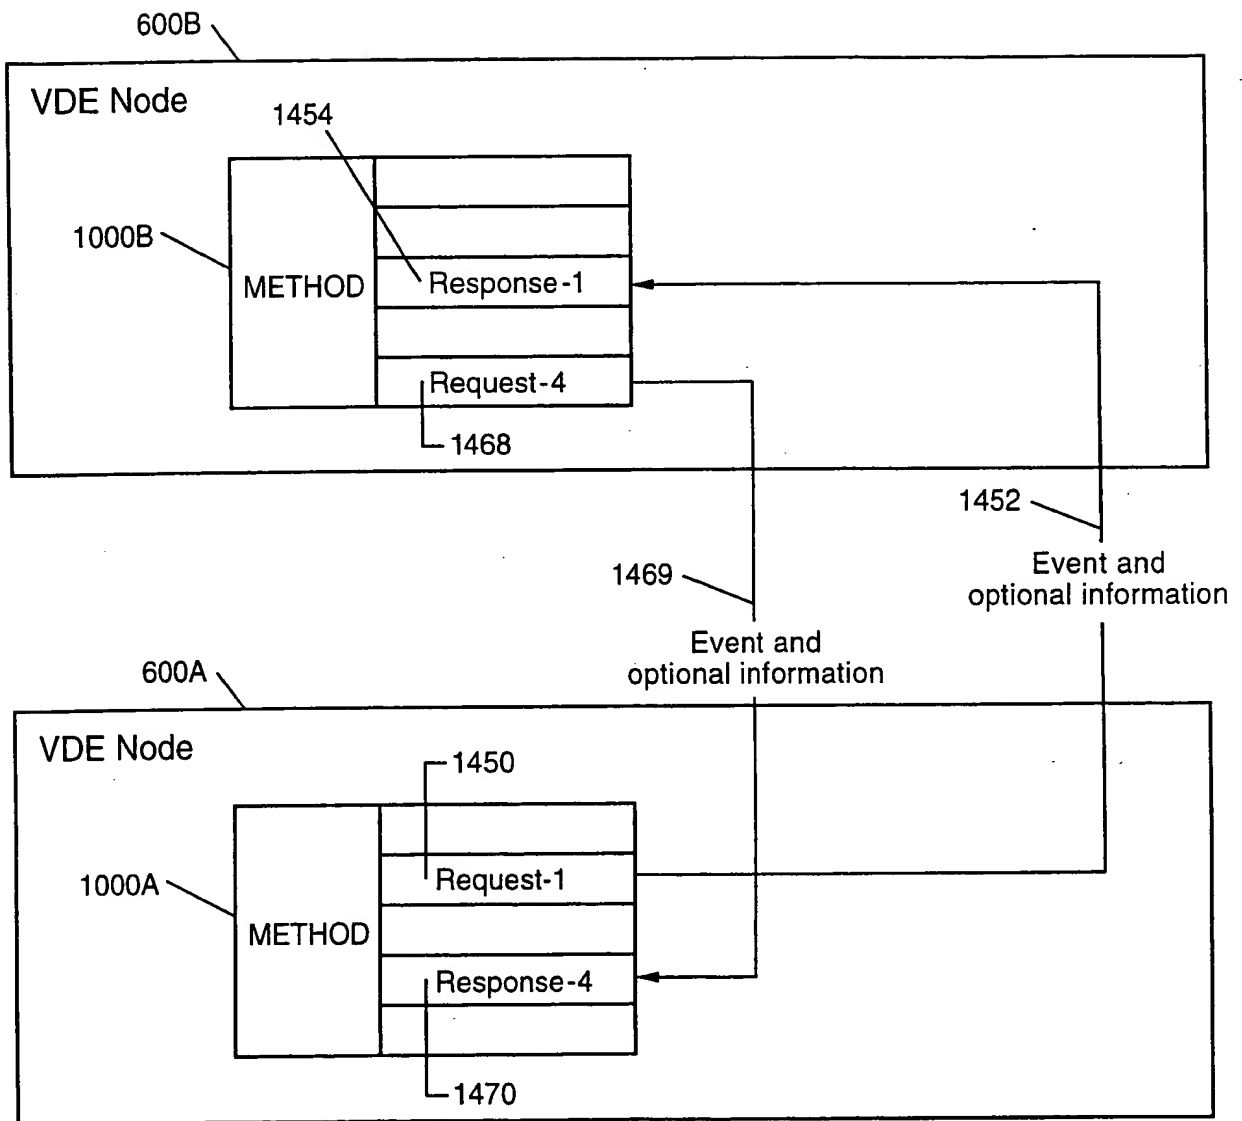 600B
VDE Node
1454
1000B
METHOD
Response-1
Request-4
1468
1452
Event and
optional information
1469
Event and
optional information
600A
VDE Node
1450
1000A
METHOD
Request-1
Response-4
1470